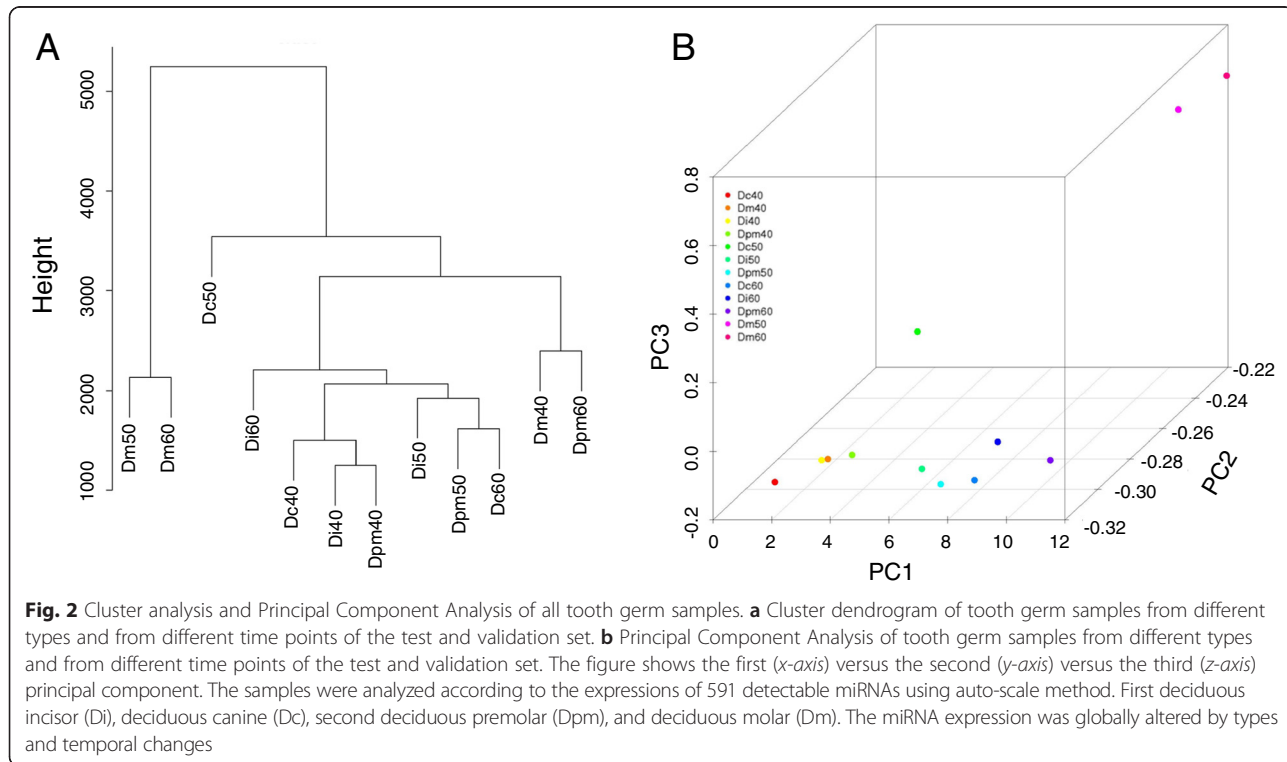 A
Height
5000
4000
3000
2000
1000
Dm50
Dm60
Dc50
Di60
Dc40
Di40
Dpm40
Di50
Dpm50
Dc60
Dm40
Dpm60
B
PC3
0.8
0.6
0.4
0.2
0.0
-0.2
Dc40
Dm40
Di40
Dpm40
Dc50
Di50
Dpm50
Dc60
Di60
Dpm60
Dm50
Dm60
0 2 4 6 8 10 12
PC1
-0.22
-0.24
-0.26
-0.28
-0.30
-0.32
PC2
Fig. 2 Cluster analysis and Principal Component Analysis of all tooth germ samples. a Cluster dendrogram of tooth germ samples from different
types and from different time points of the test and validation set. b Principal Component Analysis of tooth germ samples from different types
and from different time points of the test and validation set. The figure shows the first (x-axis) versus the second (y-axis) versus the third (z-axis)
principal component. The samples were analyzed according to the expressions of 591 detectable miRNAs using auto-scale method. First deciduous
incisor (Di), deciduous canine (Dc), second deciduous premolar (Dpm), and deciduous molar (Dm). The miRNA expression was globally altered by types
and temporal changes